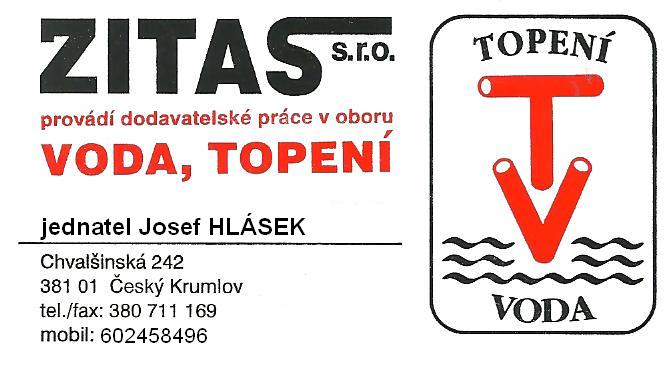 ZITAS s.r.o.
provádí dodavatelské práce v oboru
VODA, TOPENÍ
jednatel Josef HLÁSEK
Chvalšinská 242
381 01 Český Krumlov
tel./fax: 380 711 169
mobil: 602458496
TOPENÍ
TV
VODA